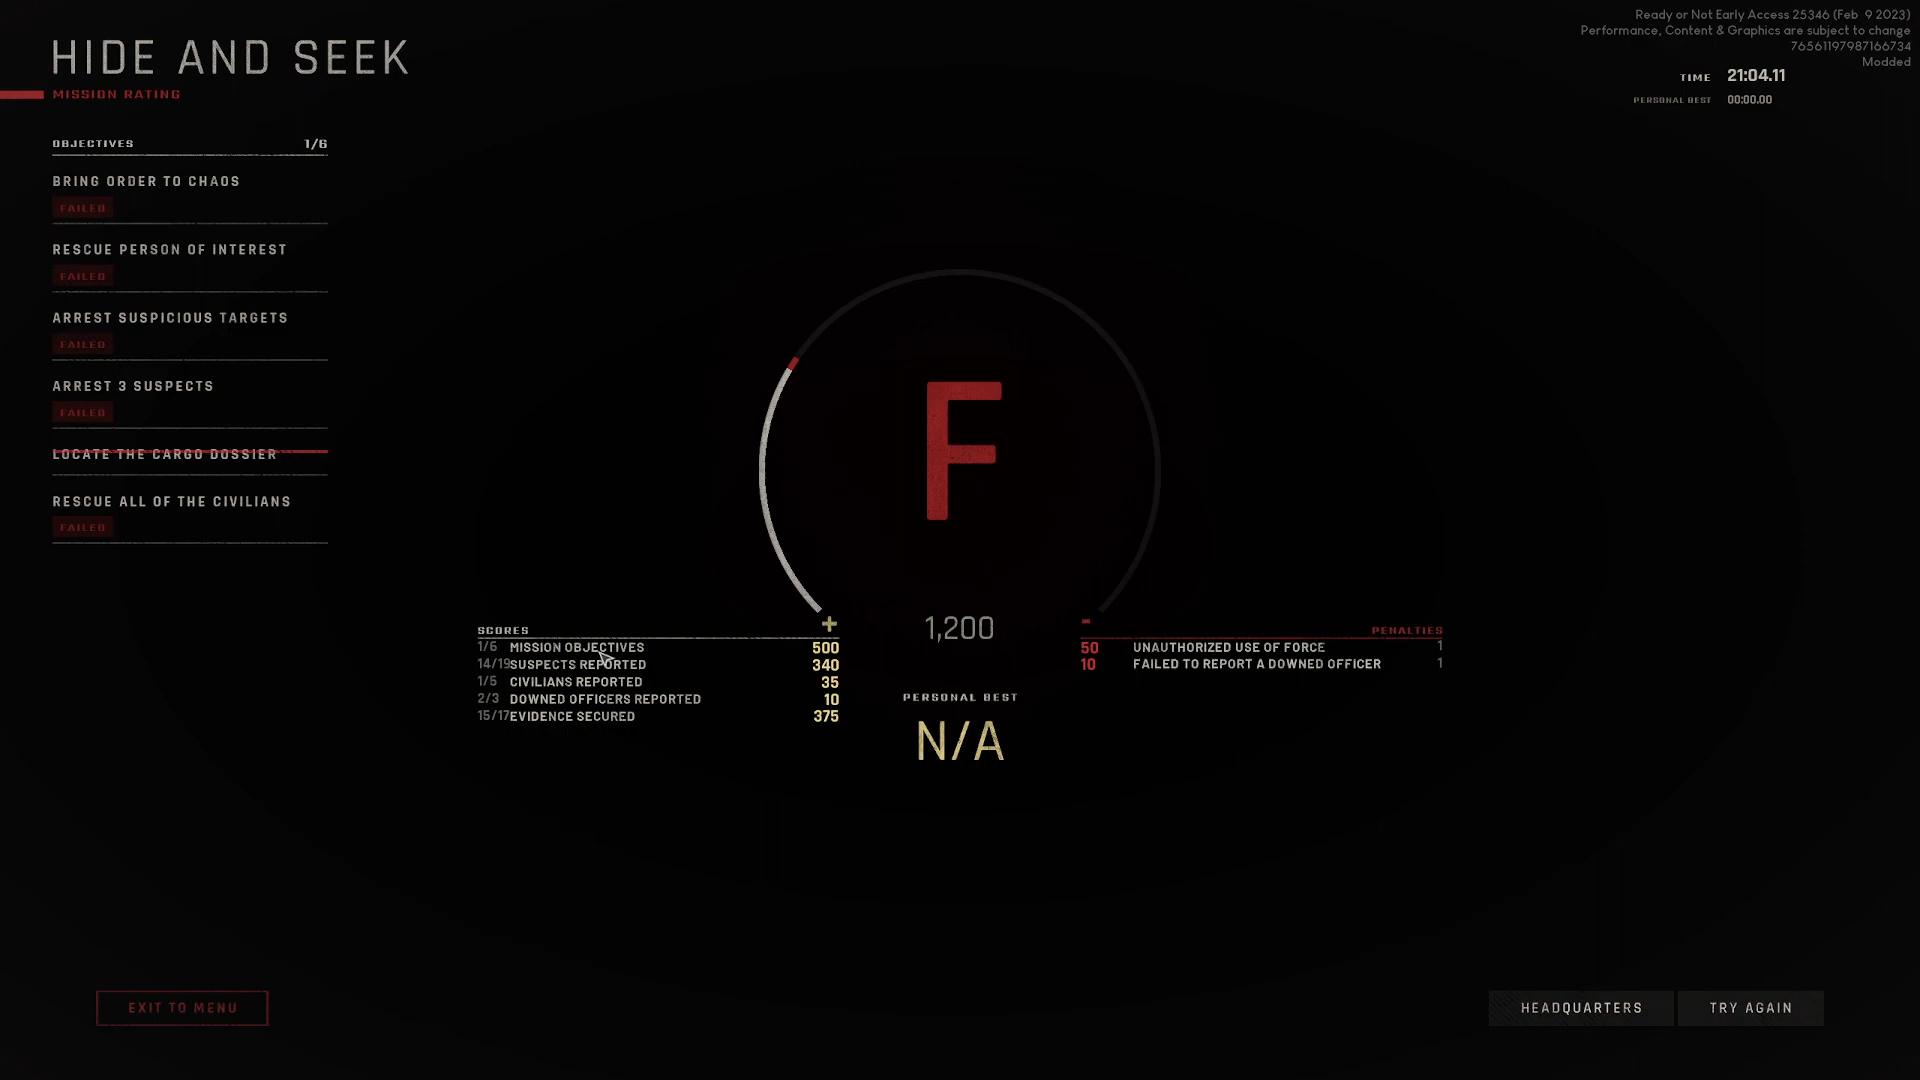 Ready or Not Early Access 25346 (Feb 9 2023)
Performance, Content & Graphics are subject to change
76561197987166734
Modded
HIDE AND SEEK
MISSION RATING
TIME 21:04.11
PERSONAL BEST 00:00.00
OBJECTIVES 1/6
BRING ORDER TO CHAOS
FAILED
RESCUE PERSON OF INTEREST
FAILED
ARREST SUSPICIOUS TARGETS
FAILED
ARREST 3 SUSPECTS
FAILED
LOCATE THE CARGO DOSSIER
RESCUE ALL OF THE CIVILIANS
FAILED
F
1,200
SCORES +
1/6 MISSION OBJECTIVES 500
14/19 SUSPECTS REPORTED 340
1/5 CIVILIANS REPORTED 35
2/3 DOWNED OFFICERS REPORTED 10
15/17 EVIDENCE SECURED 375
- PENALTIES
50 UNAUTHORIZED USE OF FORCE 1
10 FAILED TO REPORT A DOWNED OFFICER 1
PERSONAL BEST
N/A
EXIT TO MENU
HEADQUARTERS
TRY AGAIN